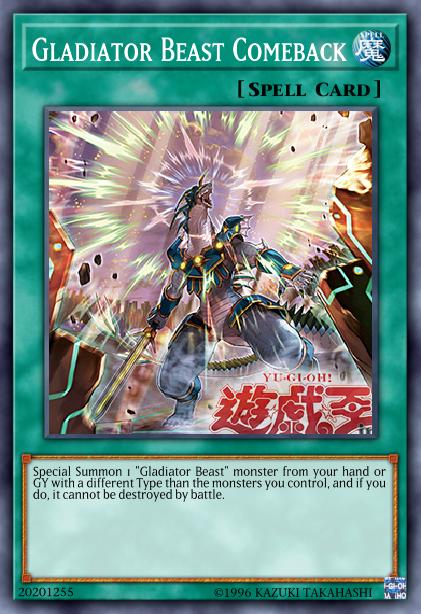 GLADIATOR BEAST COMEBACK
SPELL
魔
[SPELL CARD]
YU-GI-OH!
遊戯王
Special Summon 1 "Gladiator Beast" monster from your hand or
GY with a different Type than the monsters you control, and if you
do, it cannot be destroyed by battle.
20201255
©1996 KAZUKI TAKAHASHI